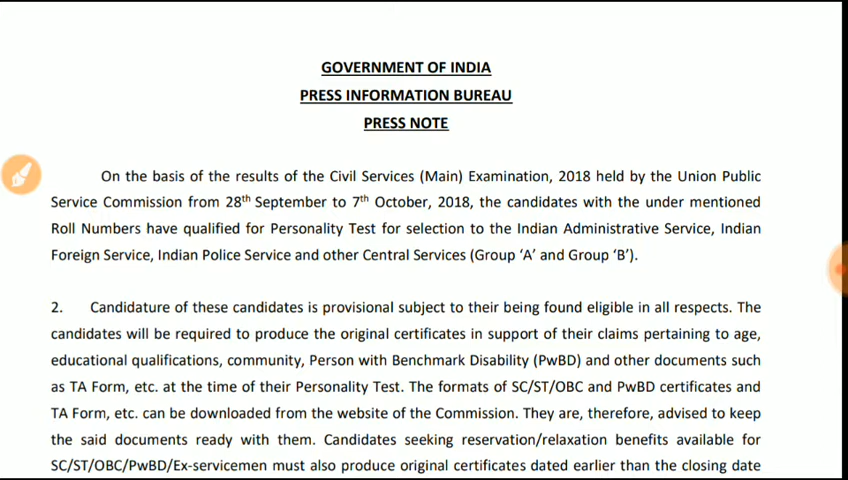 GOVERNMENT OF INDIA
PRESS INFORMATION BUREAU
PRESS NOTE
On the basis of the results of the Civil Services (Main) Examination, 2018 held by the Union Public
Service Commission from 28th September to 7th October, 2018, the candidates with the under mentioned
Roll Numbers have qualified for Personality Test for selection to the Indian Administrative Service, Indian
Foreign Service, Indian Police Service and other Central Services (Group ‘A’ and Group ‘B’).
2. Candidature of these candidates is provisional subject to their being found eligible in all respects. The
candidates will be required to produce the original certificates in support of their claims pertaining to age,
educational qualifications, community, Person with Benchmark Disability (PwBD) and other documents such
as TA Form, etc. at the time of their Personality Test. The formats of SC/ST/OBC and PwBD certificates and
TA Form, etc. can be downloaded from the website of the Commission. They are, therefore, advised to keep
the said documents ready with them. Candidates seeking reservation/relaxation benefits available for
SC/ST/OBC/PwBD/Ex-servicemen must also produce original certificates dated earlier than the closing date